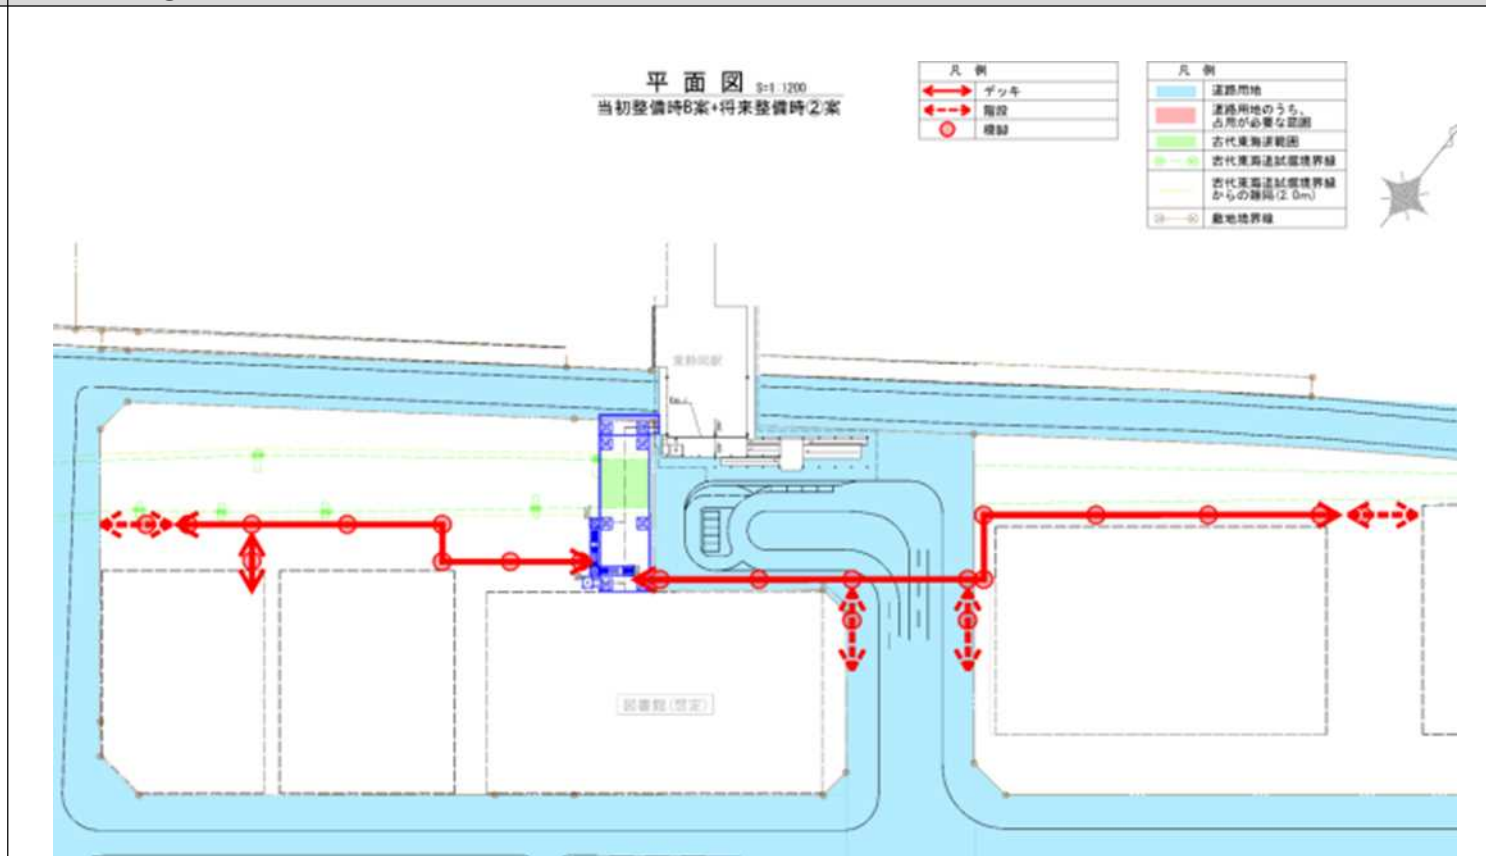 平面図 S=1:1200
当初整備時B案+将来整備時②案
凡 例
デッキ
階段
橋脚
凡 例
道路用地
道路用地のうち、
占用が必要な範囲
古代東海道範囲
古代東海道試掘境界線
古代東海道試掘境界線
からの離隔(2.0m)
敷地境界線
東静岡駅
図書館(想定)